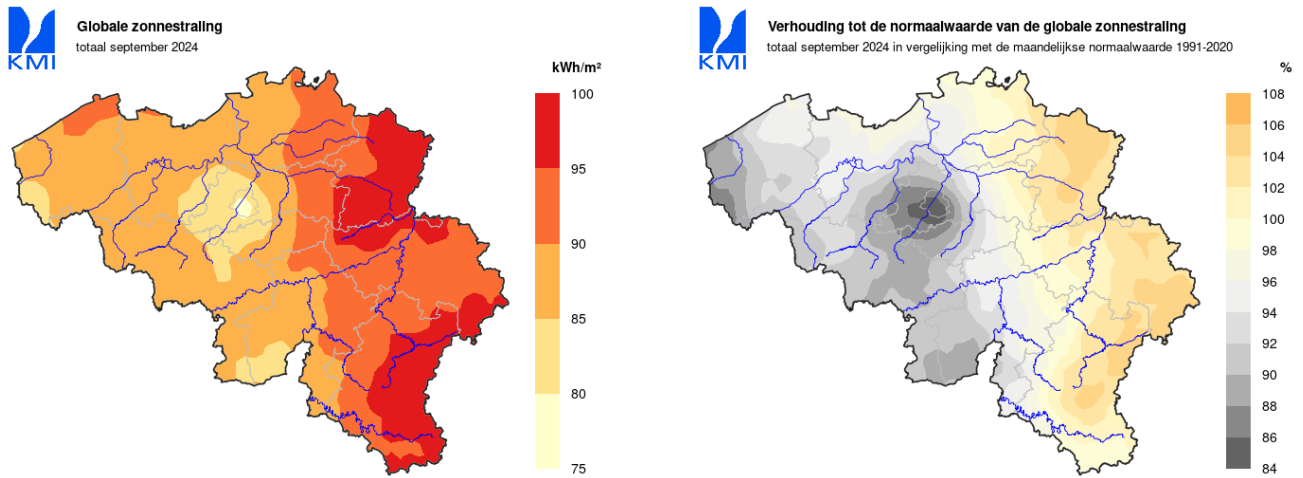 KMI
Globale zonnestraling
totaal september 2024
kWh/m²
100
95
90
85
80
75
KMI
Verhouding tot de normaalwaarde van de globale zonnestraling
totaal september 2024 in vergelijking met de maandelijkse normaalwaarde 1991-2020
%
108
106
104
102
100
98
96
94
92
90
88
86
84